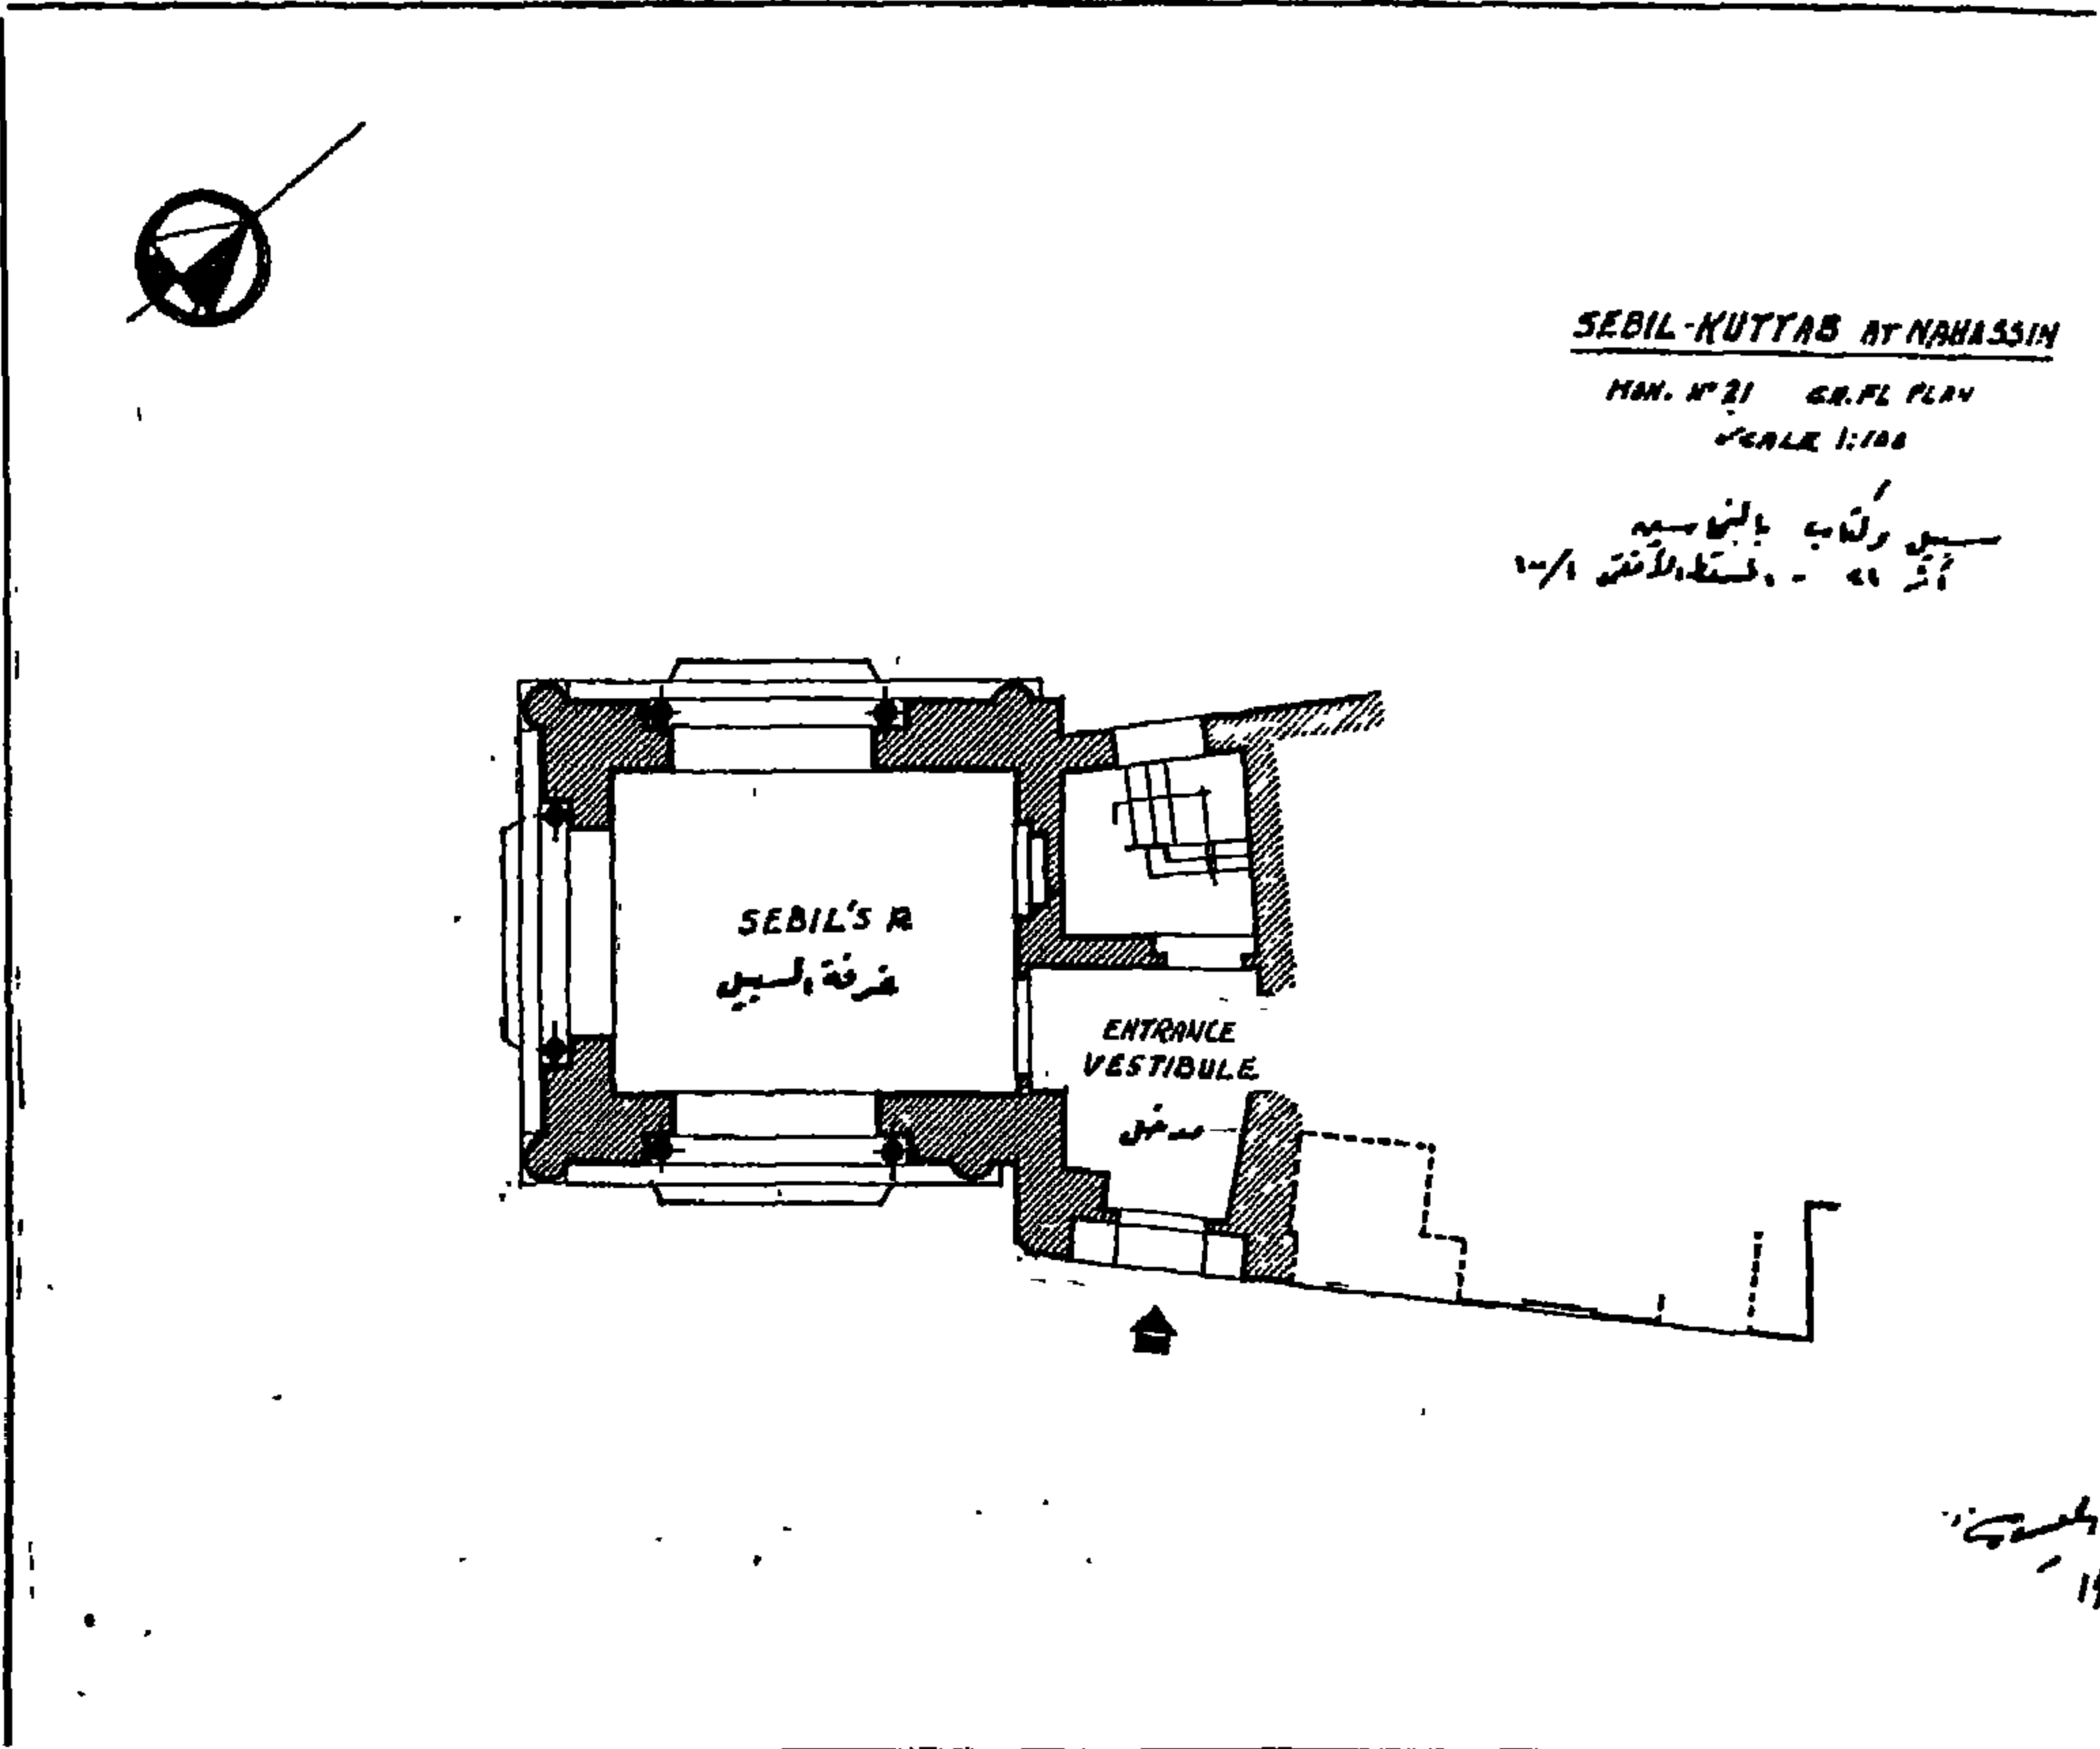 SEBIL-KUTTAB AT NAHASSIN
MON. Nº 21 GR.FL PLAN
SCALE 1:100
سبيل وكتاب بالنحاسين
أثر ٢١ - المسقط الأفقى ١/١٠٠
SEBIL'S R
غرفة السبيل
ENTRANCE
VESTIBULE
مدخل